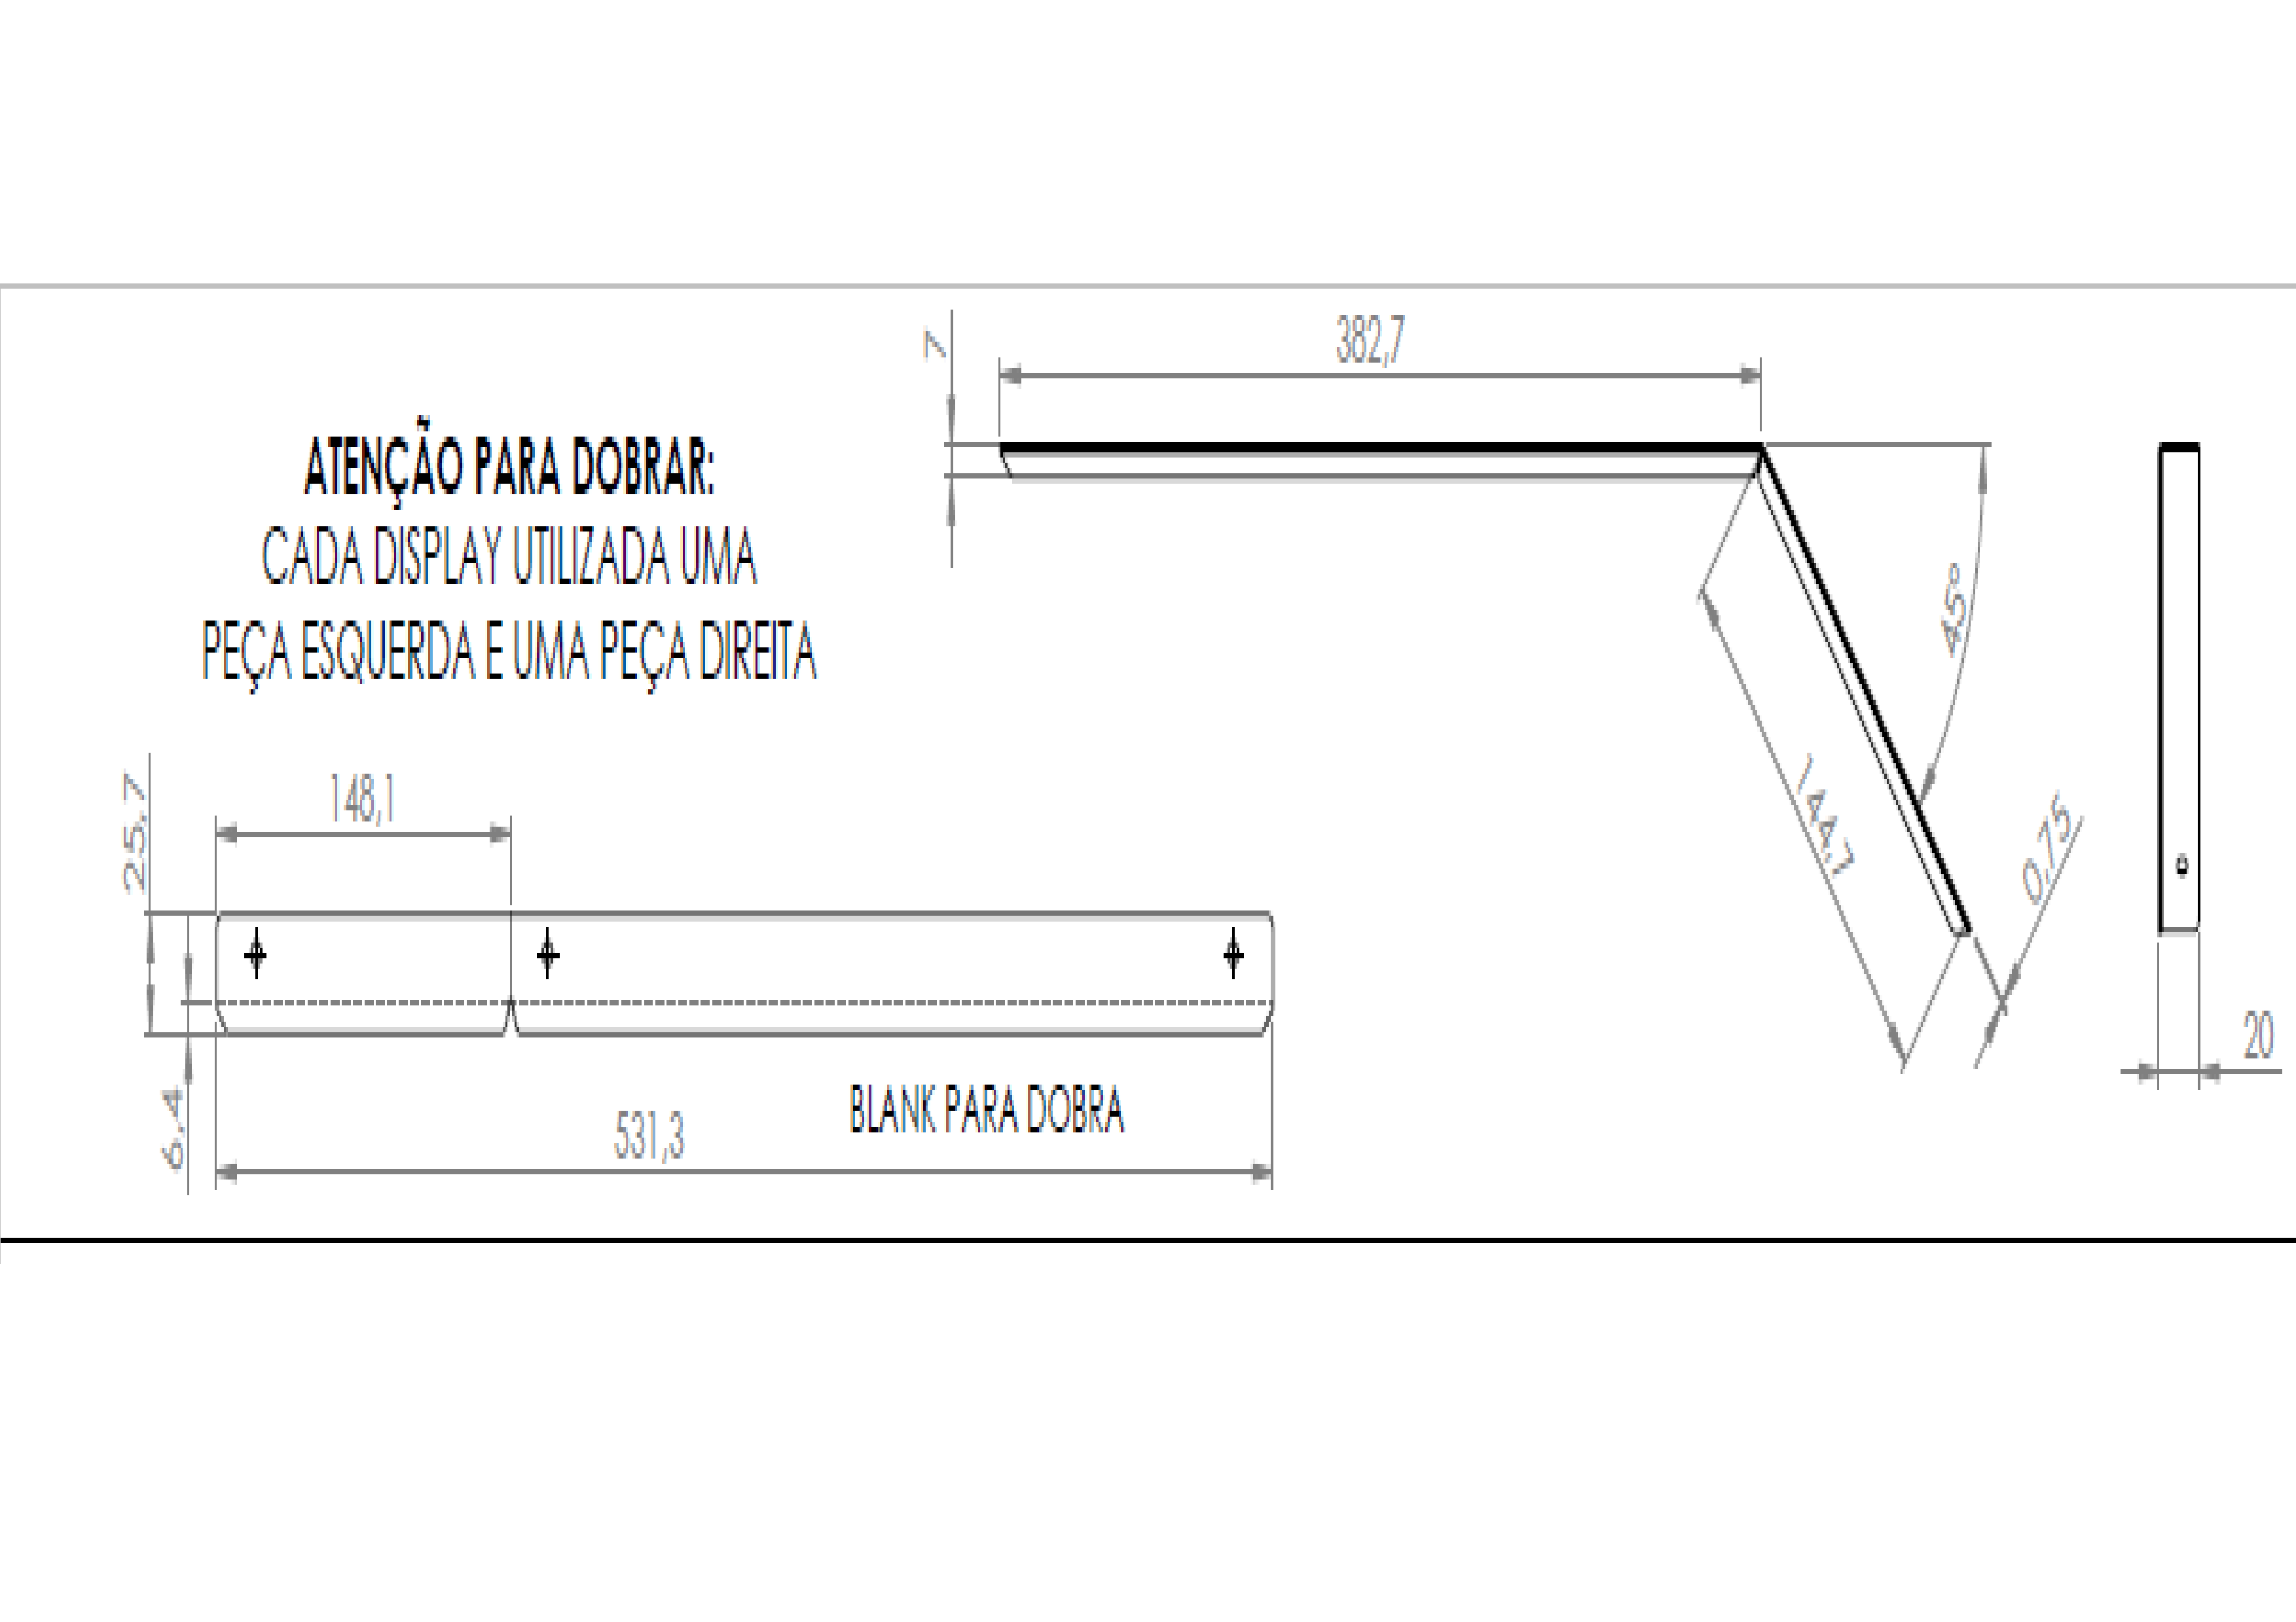 7
382,7
ATENÇÃO PARA DOBRAR:
CADA DISPLAY UTILIZADA UMA
PEÇA ESQUERDA E UMA PEÇA DIREITA
45°
148,1
25,7
144,7
0,75
20
6,4
531,3
BLANK PARA DOBRA